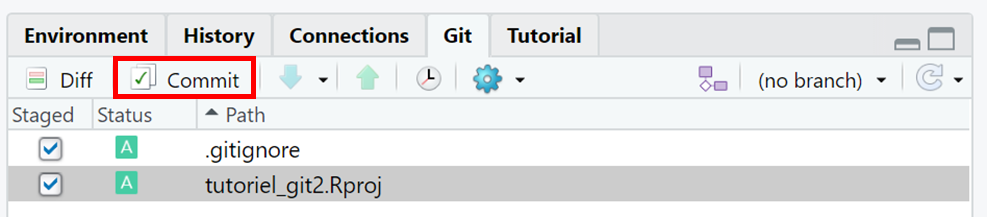 Environment History Connections Git Tutorial
Diff Commit (no branch)
Staged Status Path
A .gitignore
A tutoriel_git2.Rproj